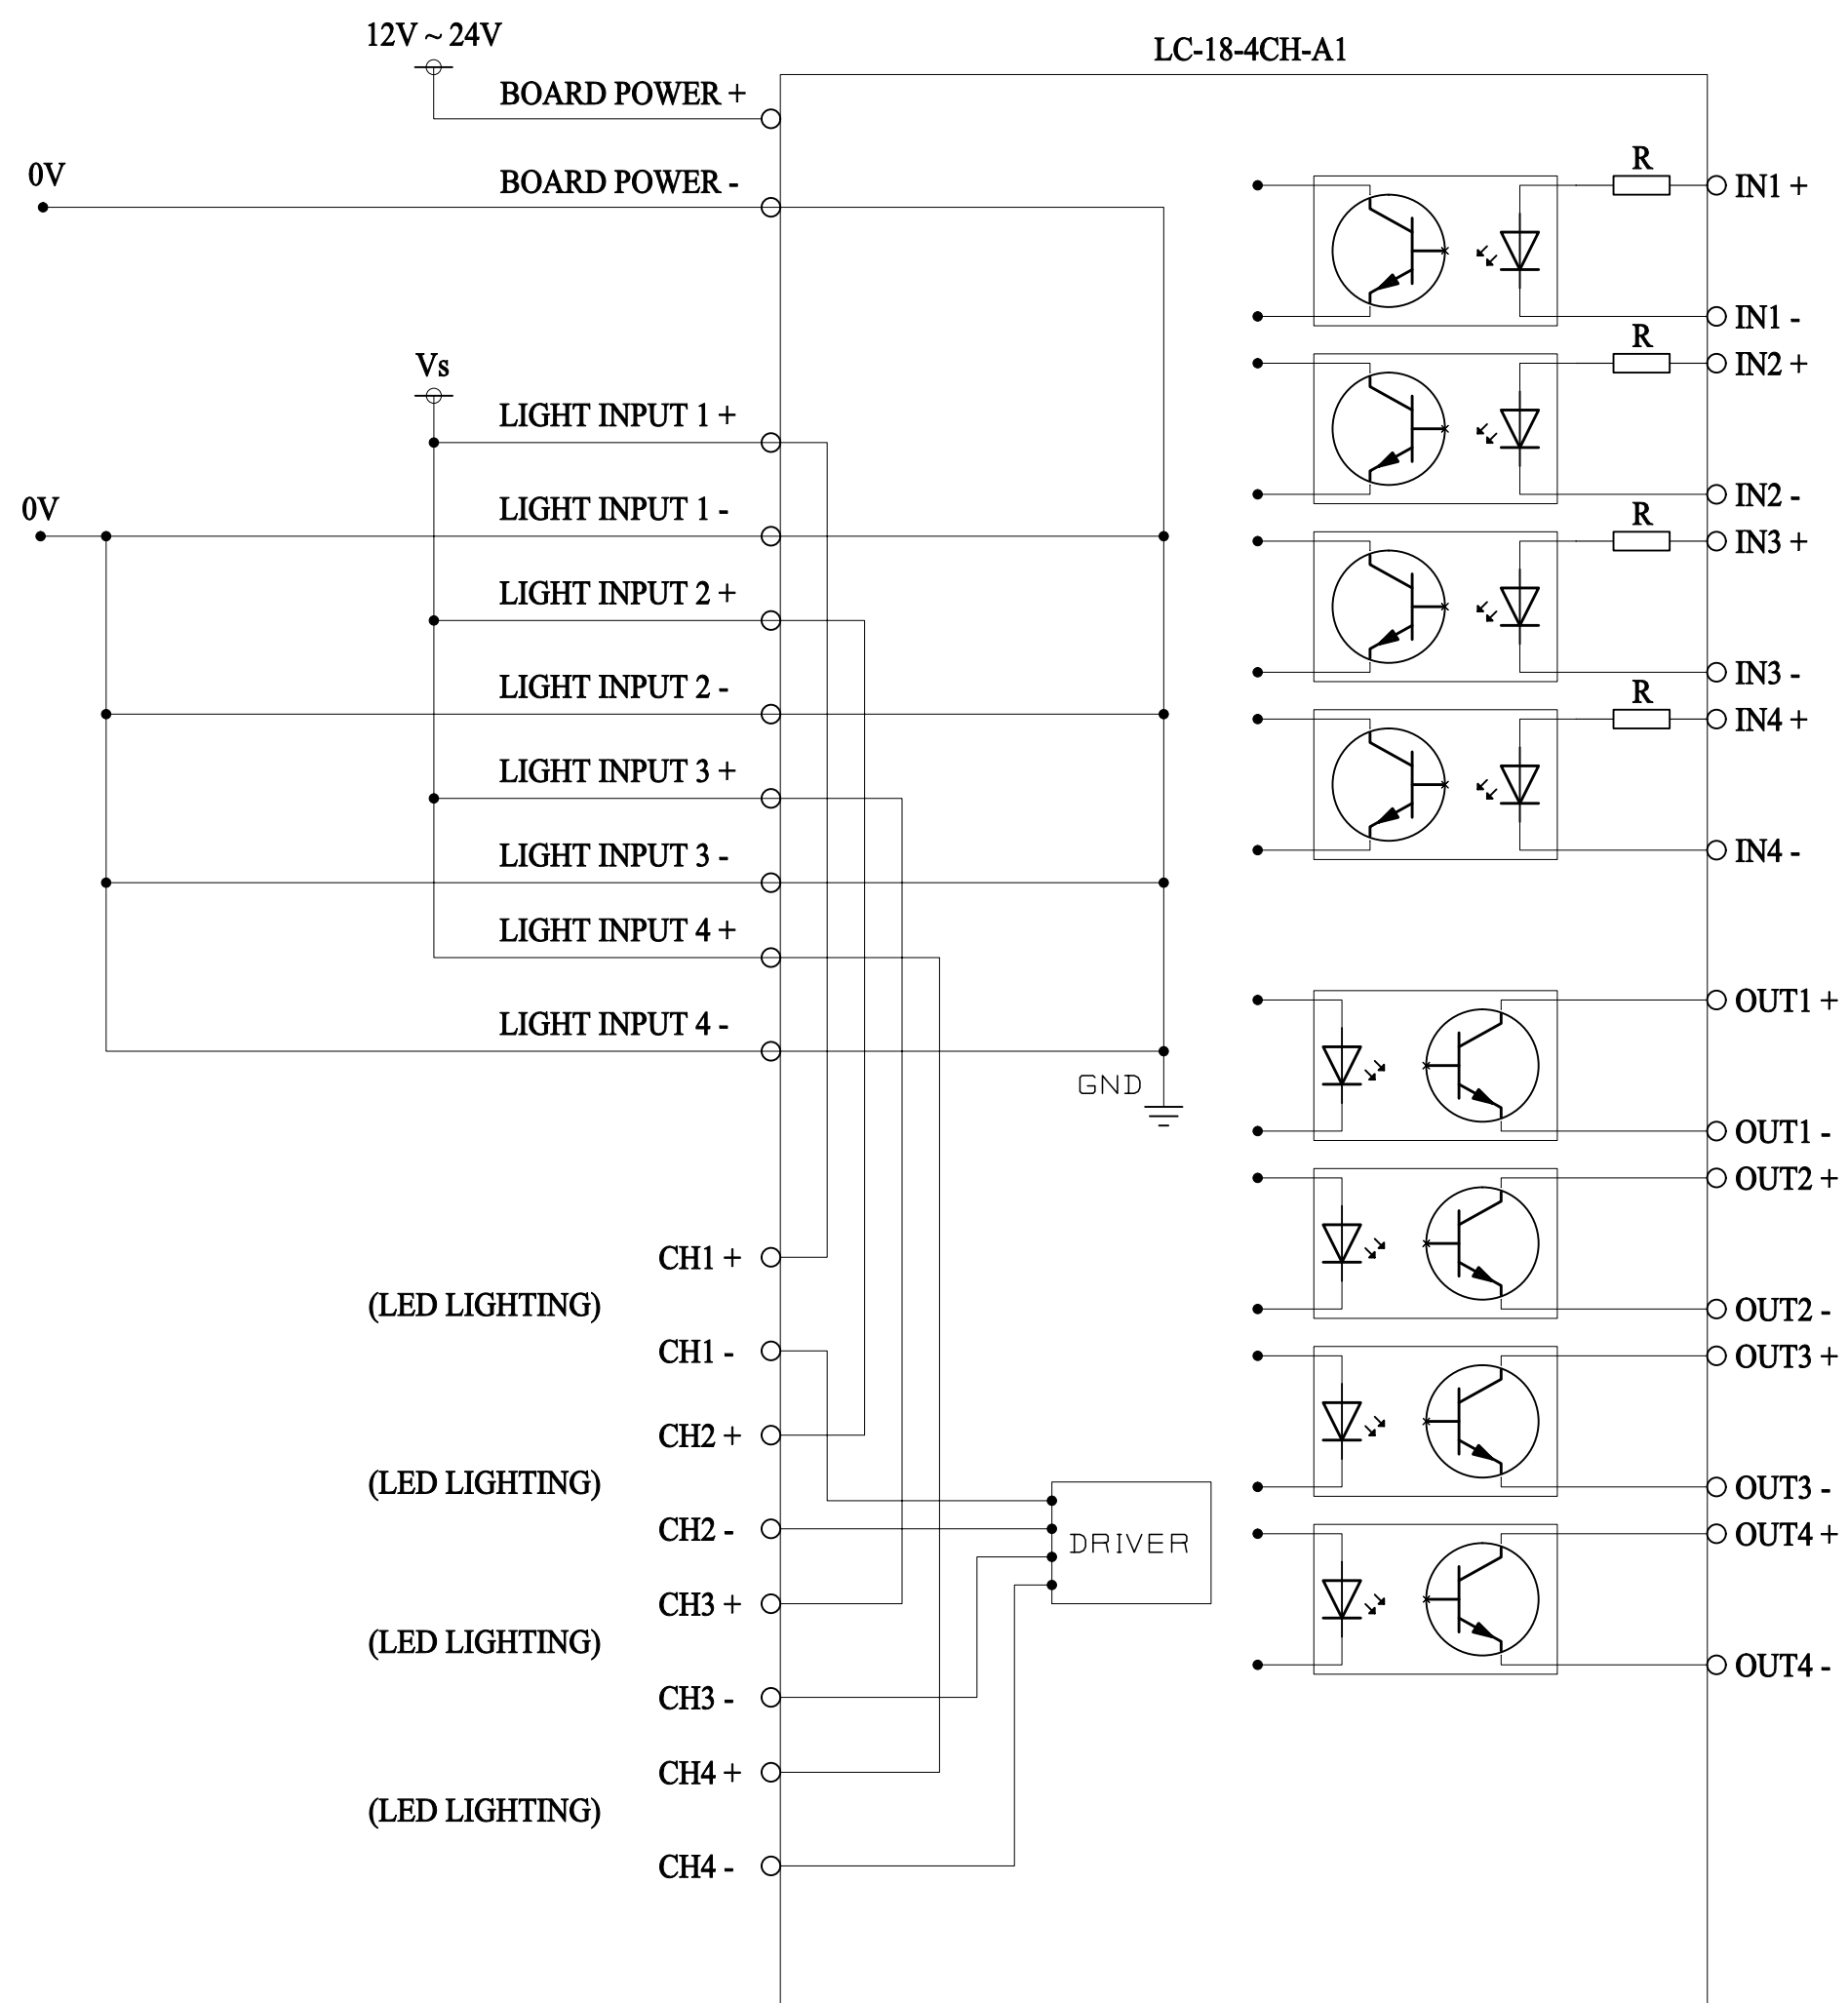 12V ~ 24V
LC-18-4CH-A1
BOARD POWER +
0V
BOARD POWER -
R
IN1 +
IN1 -
Vs
R
IN2 +
LIGHT INPUT 1 +
0V
LIGHT INPUT 1 -
IN2 -
R
IN3 +
LIGHT INPUT 2 +
LIGHT INPUT 2 -
IN3 -
R
IN4 +
LIGHT INPUT 3 +
LIGHT INPUT 3 -
IN4 -
LIGHT INPUT 4 +
OUT1 +
LIGHT INPUT 4 -
GND
OUT1 -
OUT2 +
CH1 +
(LED LIGHTING)
OUT2 -
CH1 -
OUT3 +
CH2 +
(LED LIGHTING)
OUT3 -
CH2 -
DRIVER
OUT4 +
CH3 +
(LED LIGHTING)
OUT4 -
CH3 -
CH4 +
(LED LIGHTING)
CH4 -